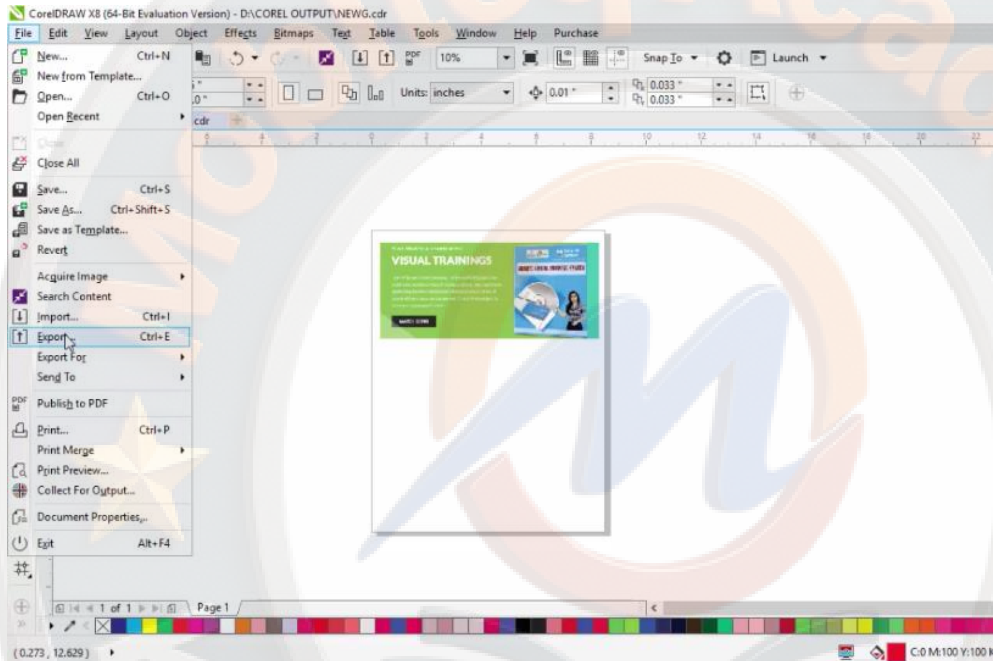 CorelDRAW X8 (64-Bit Evaluation Version) - D:\COREL OUTPUT\NEWG.cdr
File Edit View Layout Object Effects Bitmaps Text Table Tools Window Help Purchase
New... Ctrl+N
PDF 10% Snap To Launch
New from Template...
Open... Ctrl+O
Units: inches 0.01 " 0.033 "
0.033 "
Open Recent
cdr
Close
Close All
Save... Ctrl+S
Save As... Ctrl+Shift+S
Save as Template...
Revert
Acquire Image
Search Content
Import... Ctrl+I
Export... Ctrl+E
Export For
Send To
PDF Publish to PDF
Print... Ctrl+P
Print Merge
Print Preview...
Collect For Output...
Document Properties...
Exit Alt+F4
VISUAL TRAININGS
1 of 1 Page 1
(0.273, 12.629) C:0 M:100 Y:100 K